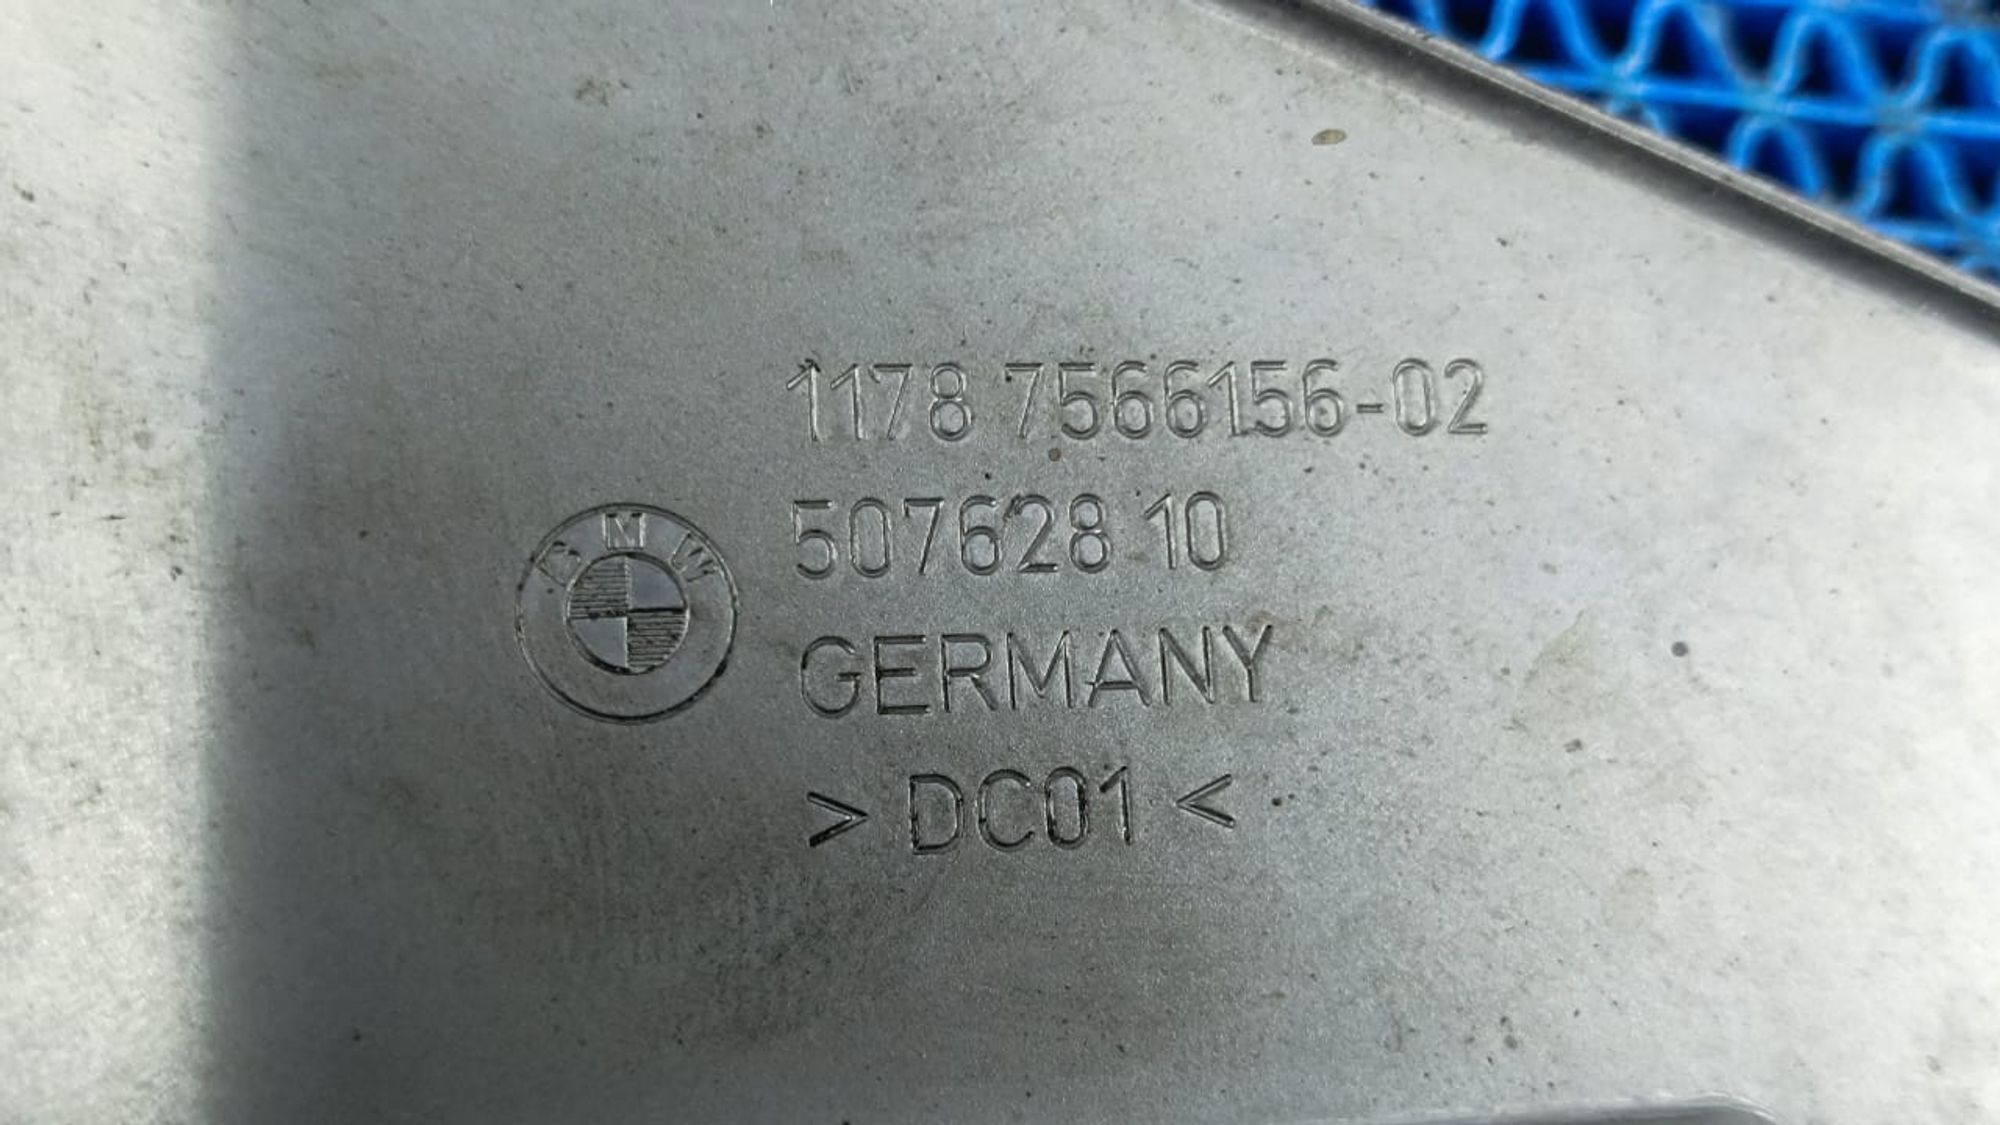 1178 7566156-02
507628 10
BMW
GERMANY
> DC01 <